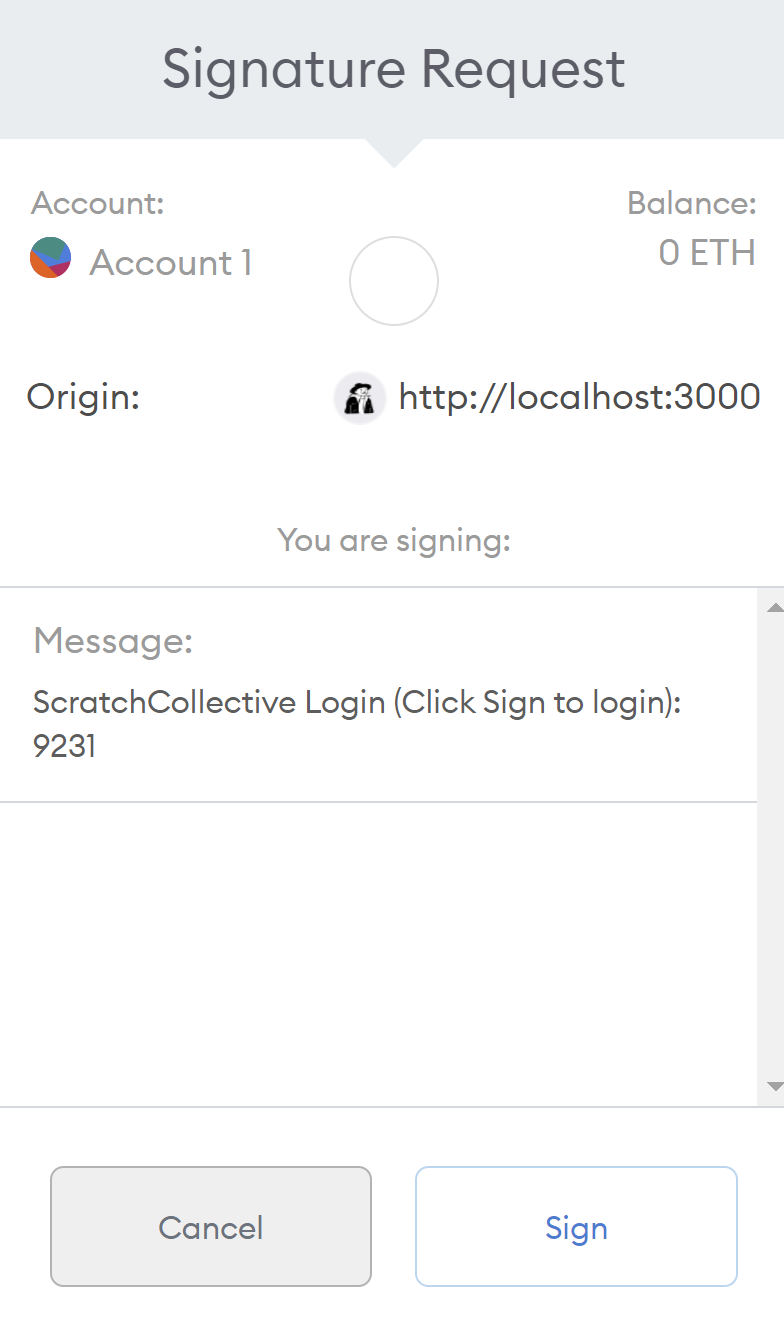 Signature Request
Account:
Balance:
Account 1
0 ETH
Origin:
http://localhost:3000
You are signing:
Message:
ScratchCollective Login (Click Sign to login):
9231
Cancel
Sign